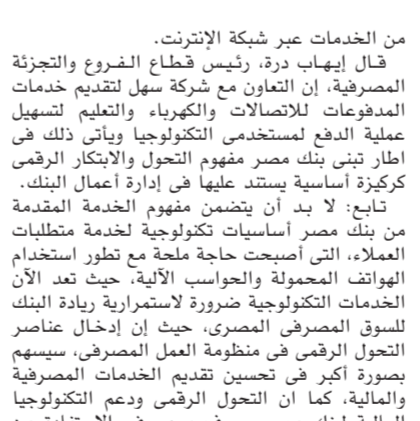 من الخدمات عبر شبكة الإنترنت.
قال إيهاب درة، رئيس قطاع الفروع والتجزئة
المصرفية، إن التعاون مع شركة سهل لتقديم خدمات
المدفوعات للاتصالات والكهرباء والتعليم لتسهيل
عملية الدفع لمستخدمى التكنولوجيا ويأتى ذلك فى
اطار تبنى بنك مصر مفهوم التحول والابتكار الرقمى
كركيزة أساسية يستند عليها فى إدارة أعمال البنك.
تابع: لا بد أن يتضمن مفهوم الخدمة المقدمة
من بنك مصر أساسيات تكنولوجية لخدمة متطلبات
العملاء، التى أصبحت حاجة ملحة مع تطور استخدام
الهواتف المحمولة والحواسب الآلية، حيث تعد الآن
الخدمات التكنولوجية ضرورة لاستمرارية ريادة البنك
للسوق المصرفى المصرى، حيث إن إدخال عناصر
التحول الرقمى فى منظومة العمل المصرفى، سيسهم
بصورة أكبر فى تحسين تقديم الخدمات المصرفية
والمالية، كما ان التحول الرقمى ودعم التكنولوجيا